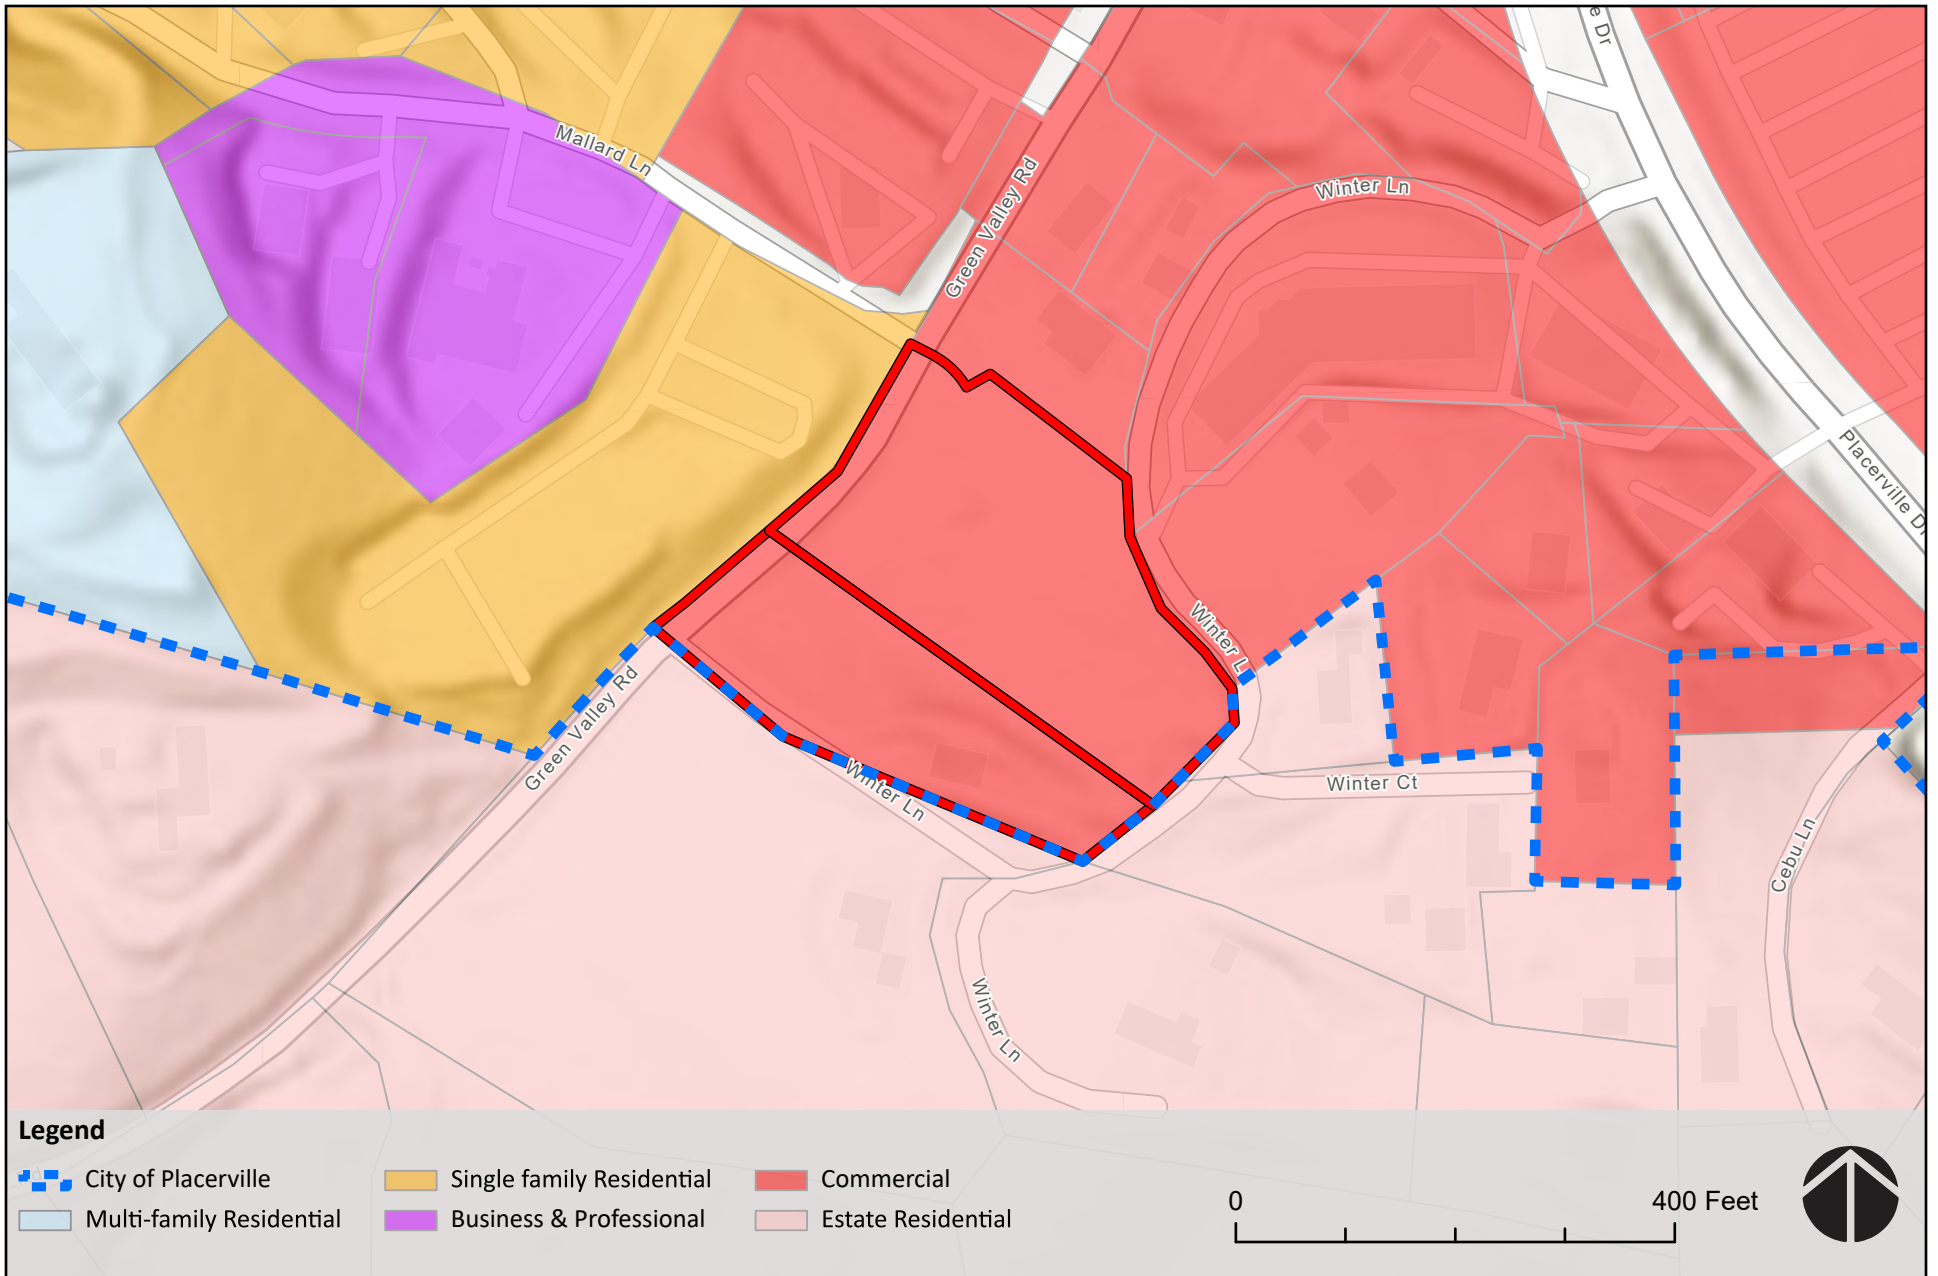 e Dr
Mallard Ln
Winter Ln
Green Valley Rd
Placerville Dr
Winter L
Green Valley Rd
Winter Ln
Winter Ct
Cebu Ln
Winter Ln
Legend
City of Placerville
Single family Residential
Commercial
Multi-family Residential
Business & Professional
Estate Residential
0
400 Feet